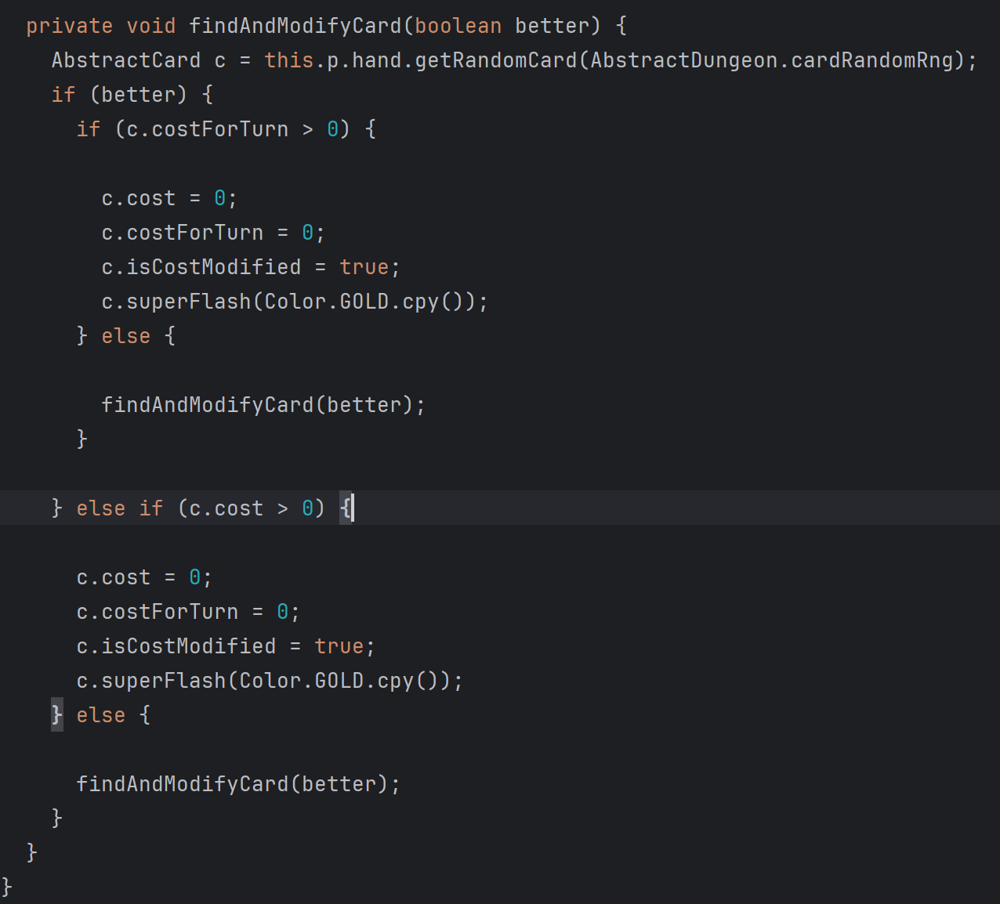 private void findAndModifyCard(boolean better) {
AbstractCard c = this.p.hand.getRandomCard(AbstractDungeon.cardRandomRng);
if (better) {
if (c.costForTurn > 0) {
c.cost = 0;
c.costForTurn = 0;
c.isCostModified = true;
c.superFlash(Color.GOLD.cpy());
} else {
findAndModifyCard(better);
}
} else if (c.cost > 0) {
c.cost = 0;
c.costForTurn = 0;
c.isCostModified = true;
c.superFlash(Color.GOLD.cpy());
} else {
findAndModifyCard(better);
}
}
}